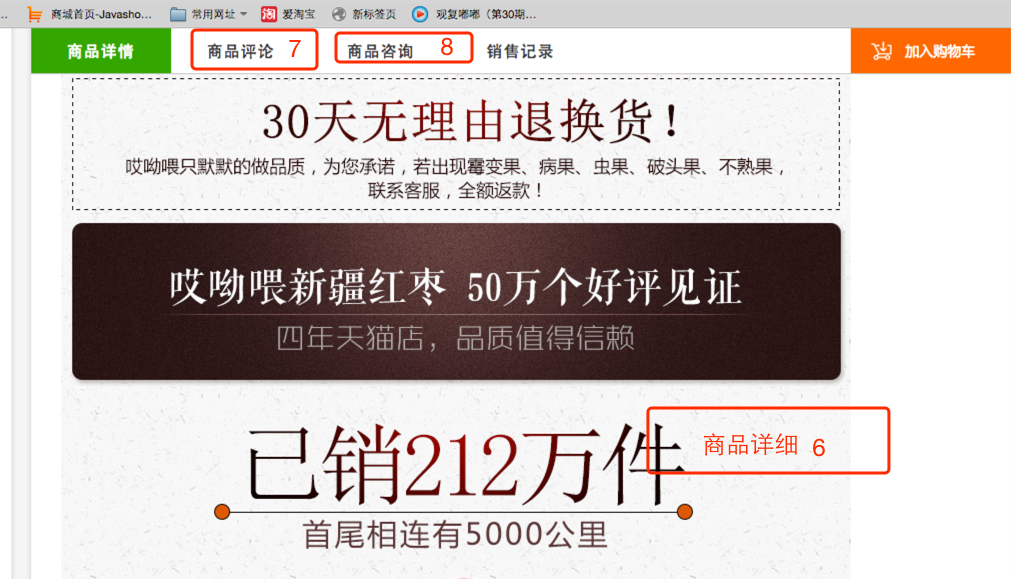 商城首页-Javasho... 常用网址 淘 爱淘宝 新标签页 观复嘟嘟（第30期...
商品详情 商品评论 7 商品咨询 8 销售记录 加入购物车
30天无理由退换货！
哎呦喂只默默的做品质，为您承诺，若出现霉变果、病果、虫果、破头果、不熟果，
联系客服，全额返款！
哎呦喂新疆红枣 50万个好评见证
四年天猫店，品质值得信赖
已销212万件
商品详细 6
首尾相连有5000公里